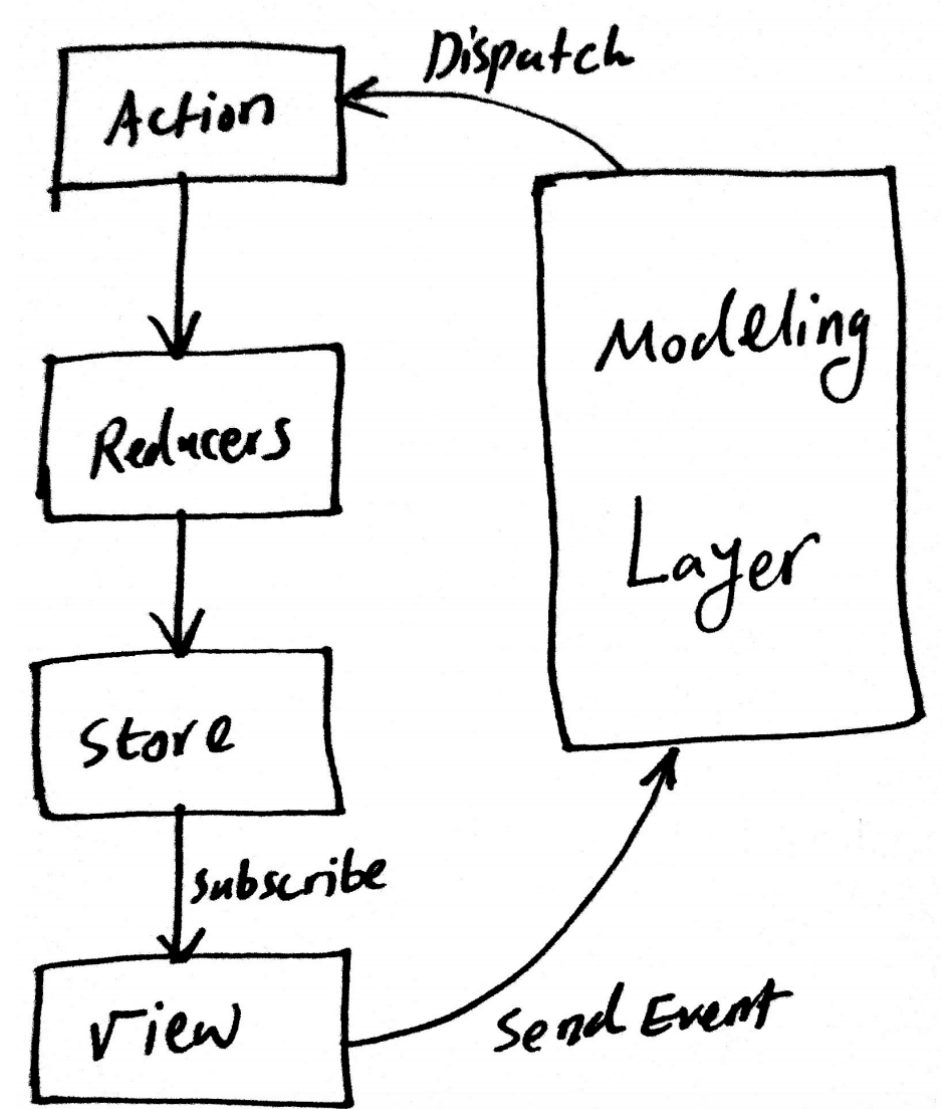 Dispatch
Action
Modeling
Layer
Reducers
Store
Subscribe
View
Send Event